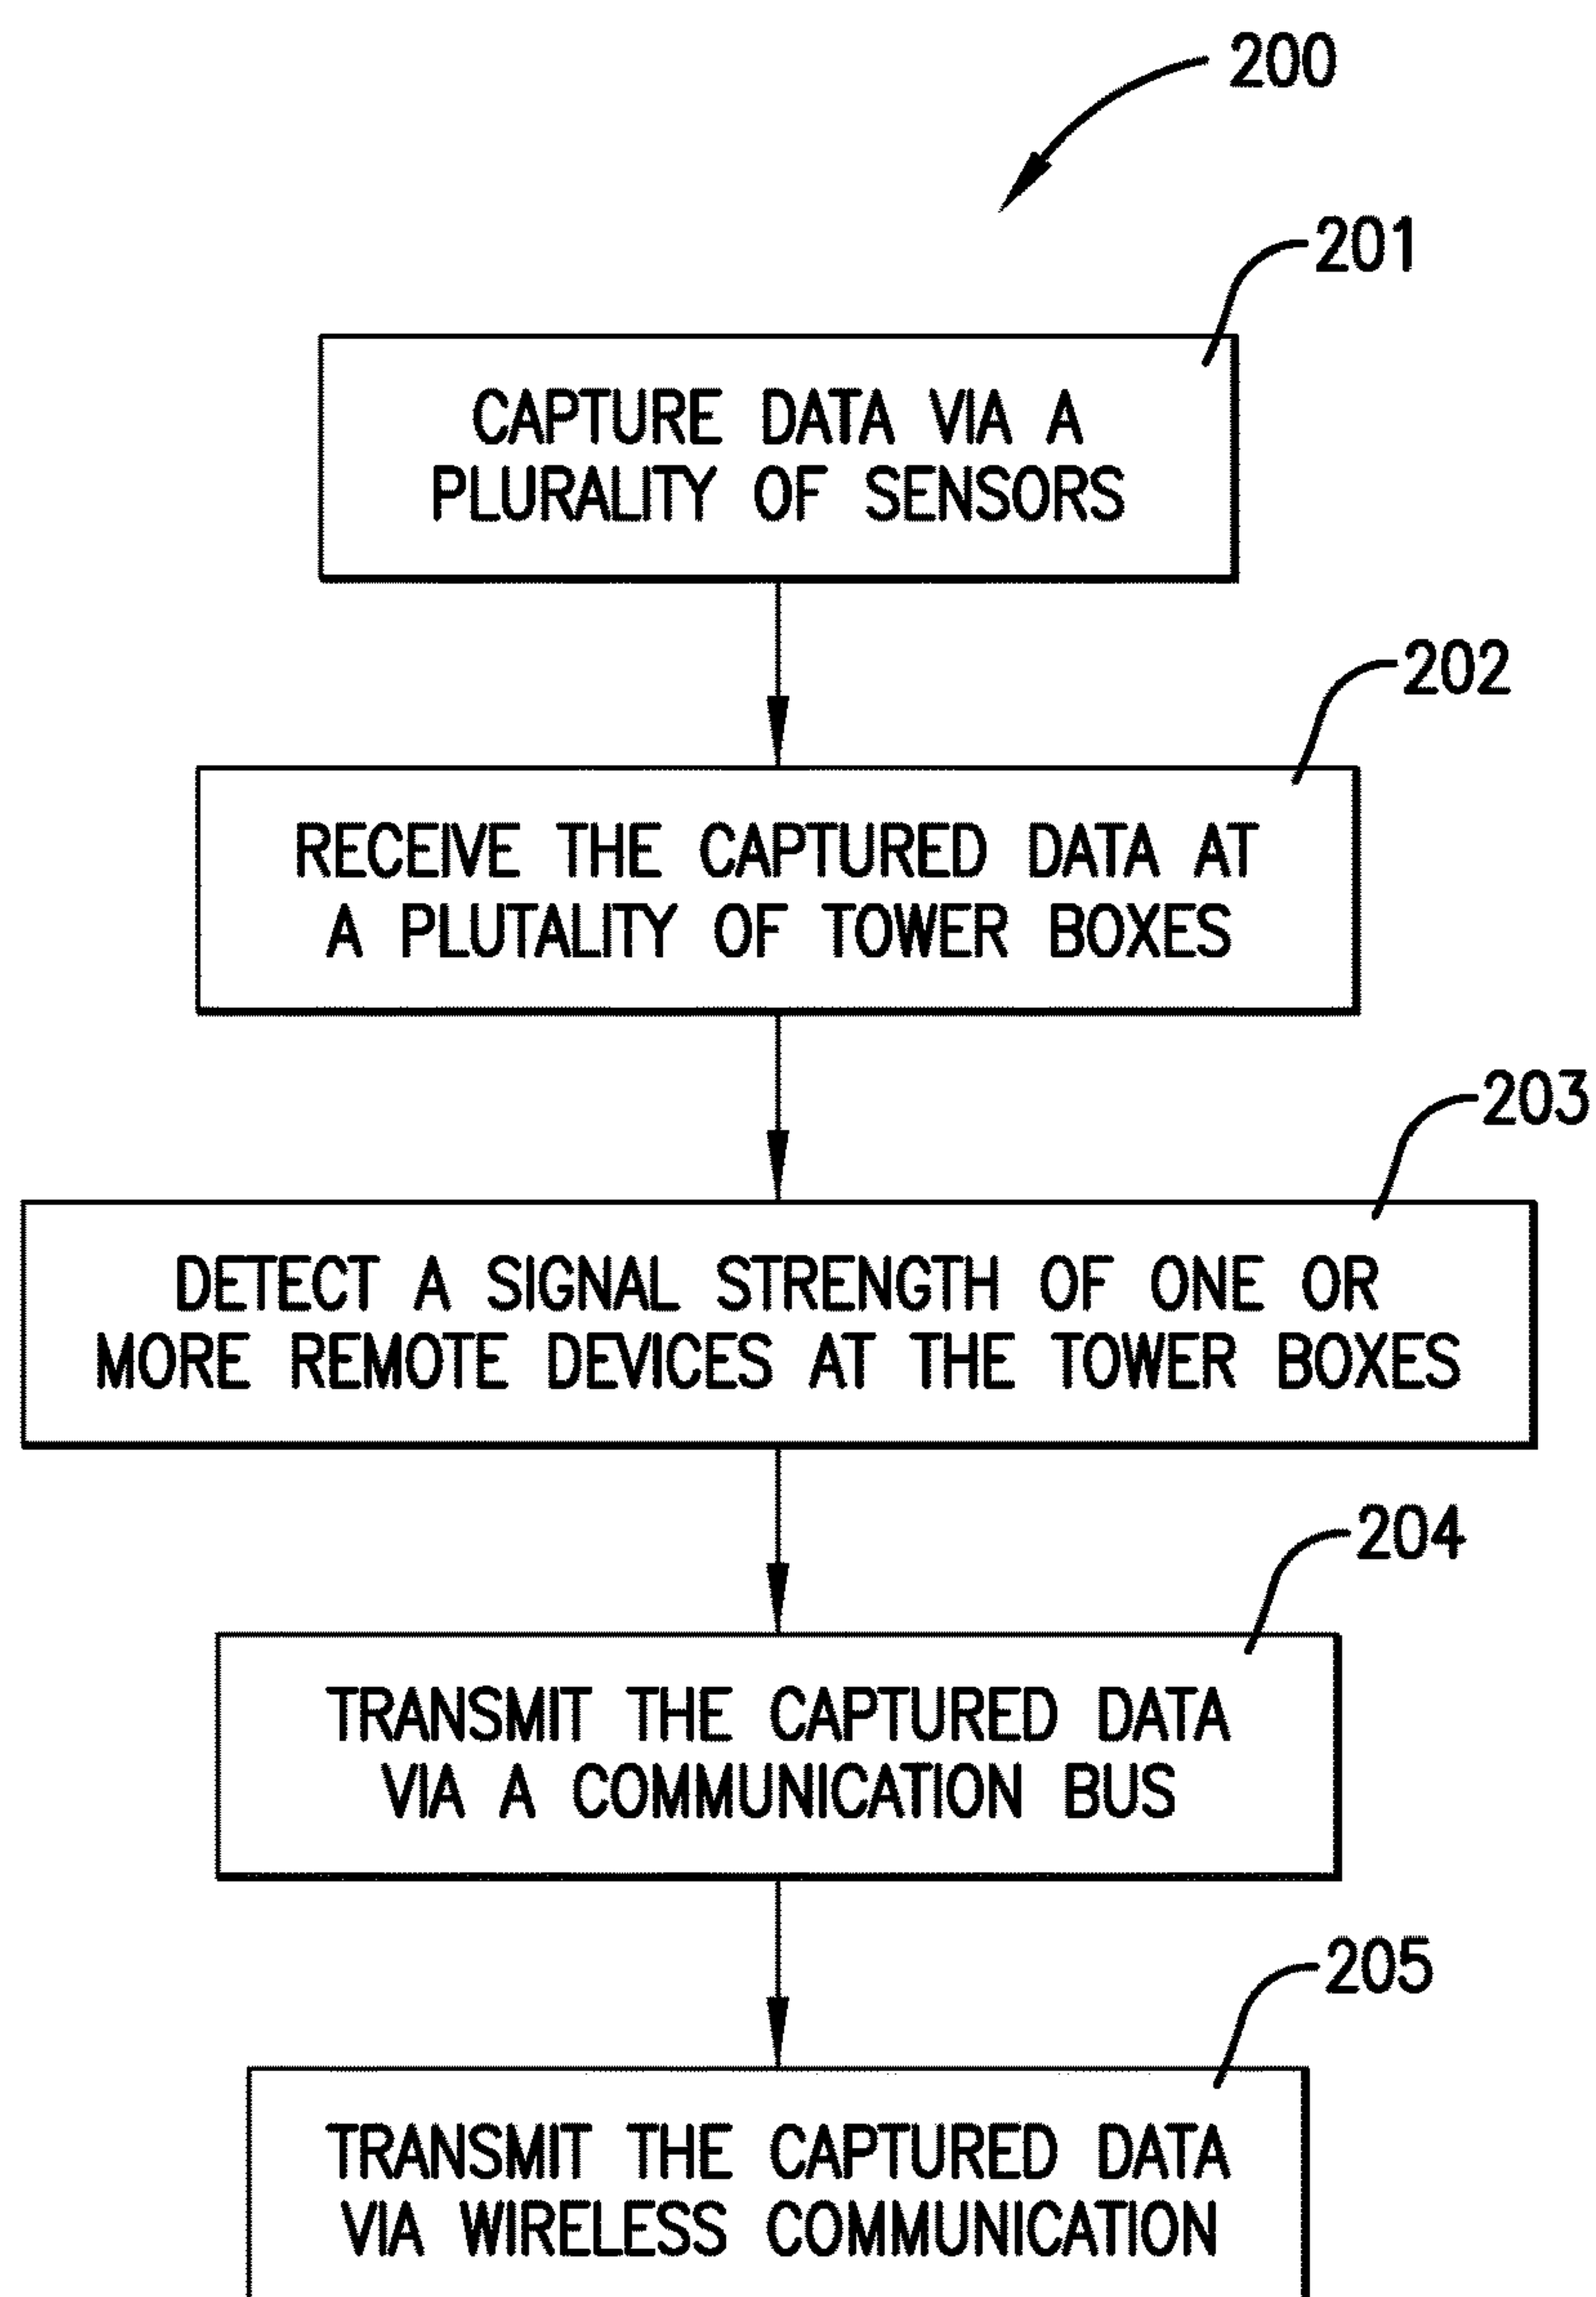 200
201
CAPTURE DATA VIA A
PLURALITY OF SENSORS
202
RECEIVE THE CAPTURED DATA AT
A PLUTALITY OF TOWER BOXES
203
DETECT A SIGNAL STRENGTH OF ONE OR
MORE REMOTE DEVICES AT THE TOWER BOXES
204
TRANSMIT THE CAPTURED DATA
VIA A COMMUNICATION BUS
205
TRANSMIT THE CAPTURED DATA
VIA WIRELESS COMMUNICATION